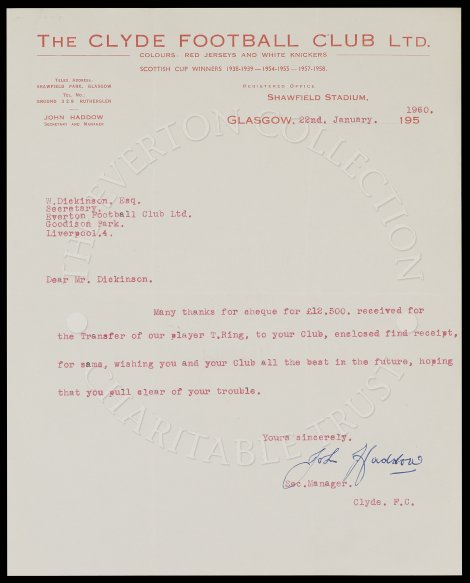 THE CLYDE FOOTBALL CLUB LTD.
COLOURS: RED JERSEYS AND WHITE KNICKERS
SCOTTISH CUP WINNERS 1938-1939—1954-1955—1957-1958.
TELEG. ADDRESS.
SHAWFIELD PARK, GLASGOW
TEL. NO.:
BRIDGE 326 RUTHERGLEN
JOHN HADDOW
SECRETARY AND MANAGER
REGISTERED OFFICE
SHAWFIELD STADIUM,
GLASGOW, 22nd. January. 195
1960.
W.Dickinson, Esq.
Secretary.
Everton Football Club Ltd.
Goodison Park.
Liverpool,4.
Dear Mr. Dickinson.
Many thanks for cheque for £12,500. received for
the Transfer of our player T.Ring, to your Club, enclosed find receipt,
for same, wishing you and your Club all the best in the future, hoping
that you pull clear of your trouble.
Yours sincerely.
John Haddow
Sec.Manager.
Clyde. F.C.
THE EVERTON COLLECTION
CHARITABLE TRUST